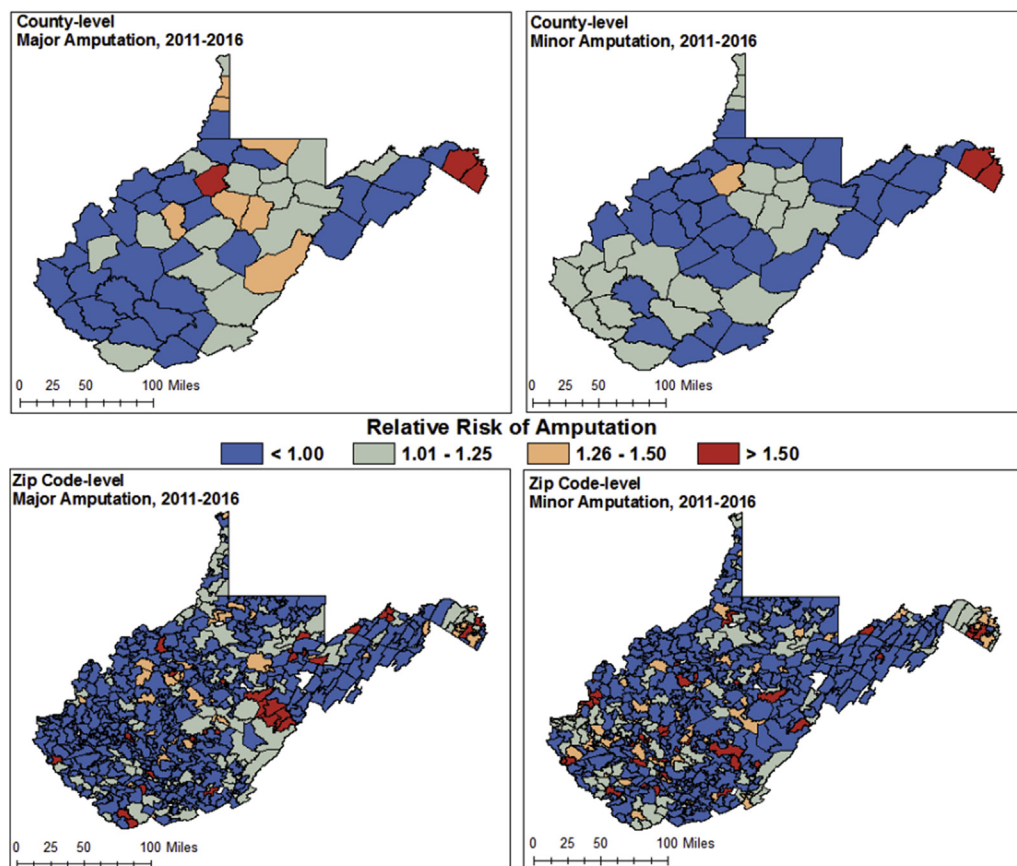 County-level
Major Amputation, 2011-2016
0 25 50 100 Miles
County-level
Minor Amputation, 2011-2016
0 25 50 100 Miles
Relative Risk of Amputation
< 1.00 1.01 - 1.25 1.26 - 1.50 > 1.50
Zip Code-level
Major Amputation, 2011-2016
0 25 50 100 Miles
Zip Code-level
Minor Amputation, 2011-2016
0 25 50 100 Miles